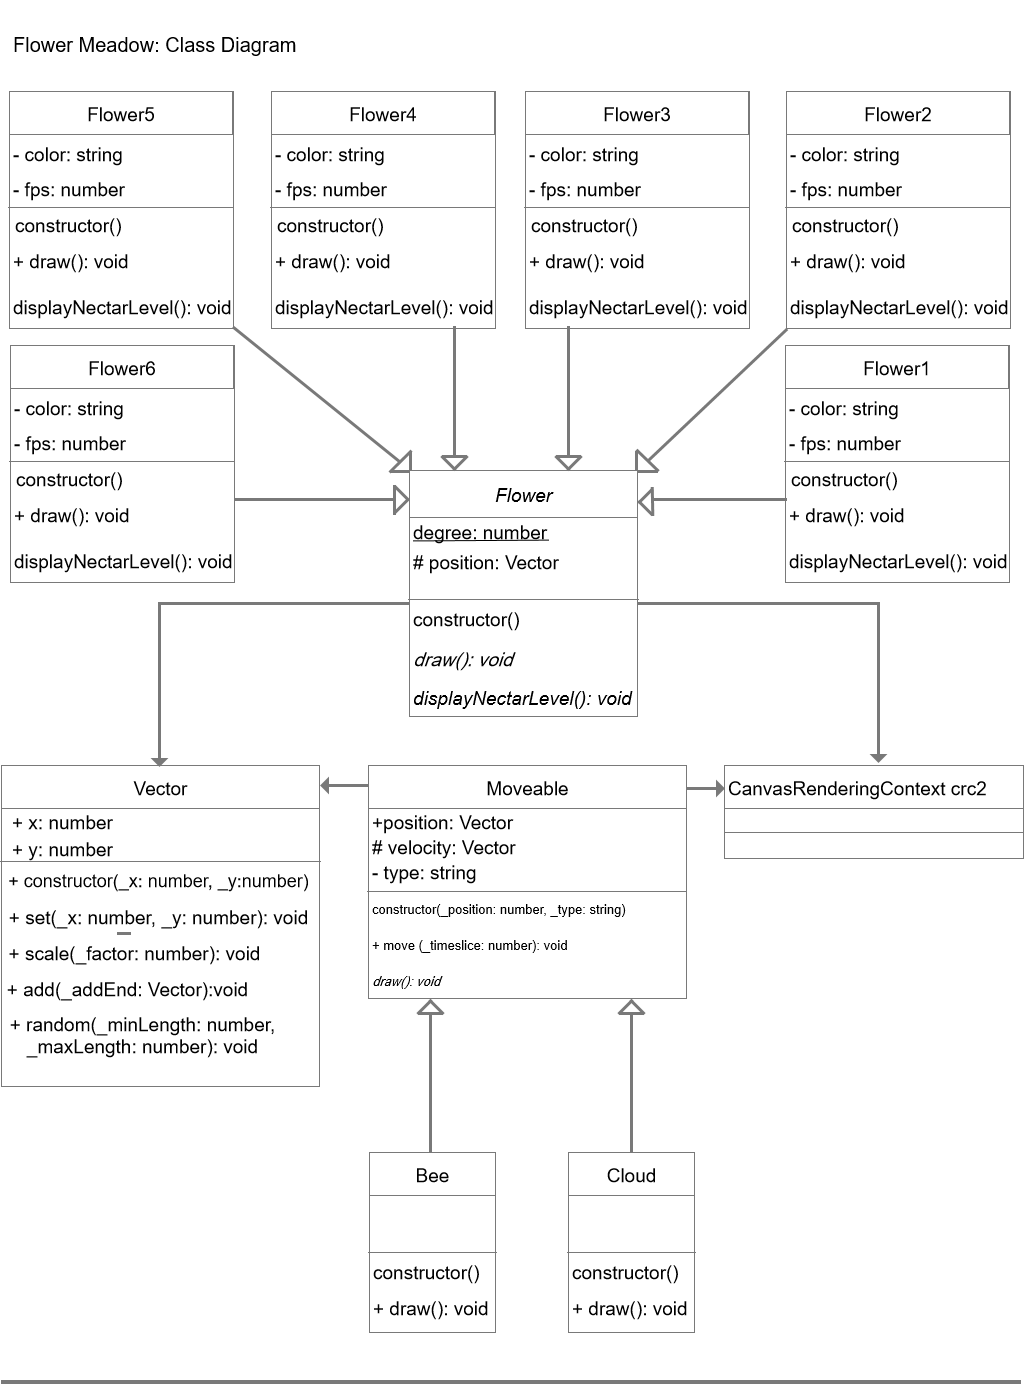 Flower Meadow: Class Diagram
Flower5
- color: string
- fps: number
constructor()
+ draw(): void
displayNectarLevel(): void
Flower4
- color: string
- fps: number
constructor()
+ draw(): void
displayNectarLevel(): void
Flower3
- color: string
- fps: number
constructor()
+ draw(): void
displayNectarLevel(): void
Flower2
- color: string
- fps: number
constructor()
+ draw(): void
displayNectarLevel(): void
Flower6
- color: string
- fps: number
constructor()
+ draw(): void
displayNectarLevel(): void
Flower1
- color: string
- fps: number
constructor()
+ draw(): void
displayNectarLevel(): void
Flower
degree: number
# position: Vector
constructor()
draw(): void
displayNectarLevel(): void
Vector
+ x: number
+ y: number
+ constructor(_x: number, _y:number)
+ set(_x: number, _y: number): void
+ scale(_factor: number): void
+ add(_addEnd: Vector):void
+ random(_minLength: number,
_maxLength: number): void
Moveable
+position: Vector
# velocity: Vector
- type: string
constructor(_position: number, _type: string)
+ move (_timeslice: number): void
draw(): void
CanvasRenderingContext crc2
Bee
constructor()
+ draw(): void
Cloud
constructor()
+ draw(): void